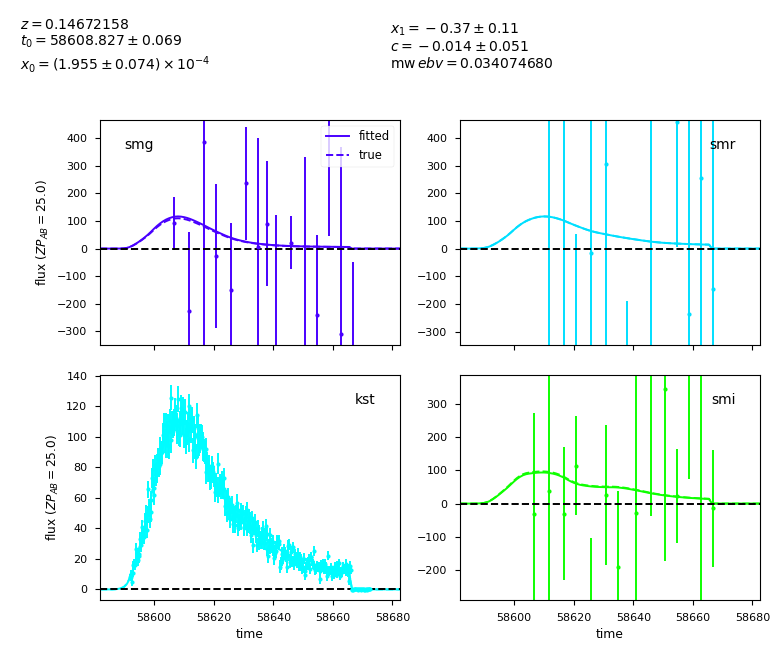 z = 0.14672158
t₀ = 58608.827 ± 0.069
x₀ = (1.955 ± 0.074) × 10⁻⁴
x₁ = −0.37 ± 0.11
c = −0.014 ± 0.051
mw ebv = 0.034074680
400
300
200
100
0
−100
−200
−300
flux (ZP_AB = 25.0)
smg
fitted
true
400
300
200
100
0
−100
−200
−300
smr
140
120
100
80
60
40
20
0
flux (ZP_AB = 25.0)
kst
58600
58620
58640
58660
58680
time
300
200
100
0
−100
−200
smi
58600
58620
58640
58660
58680
time